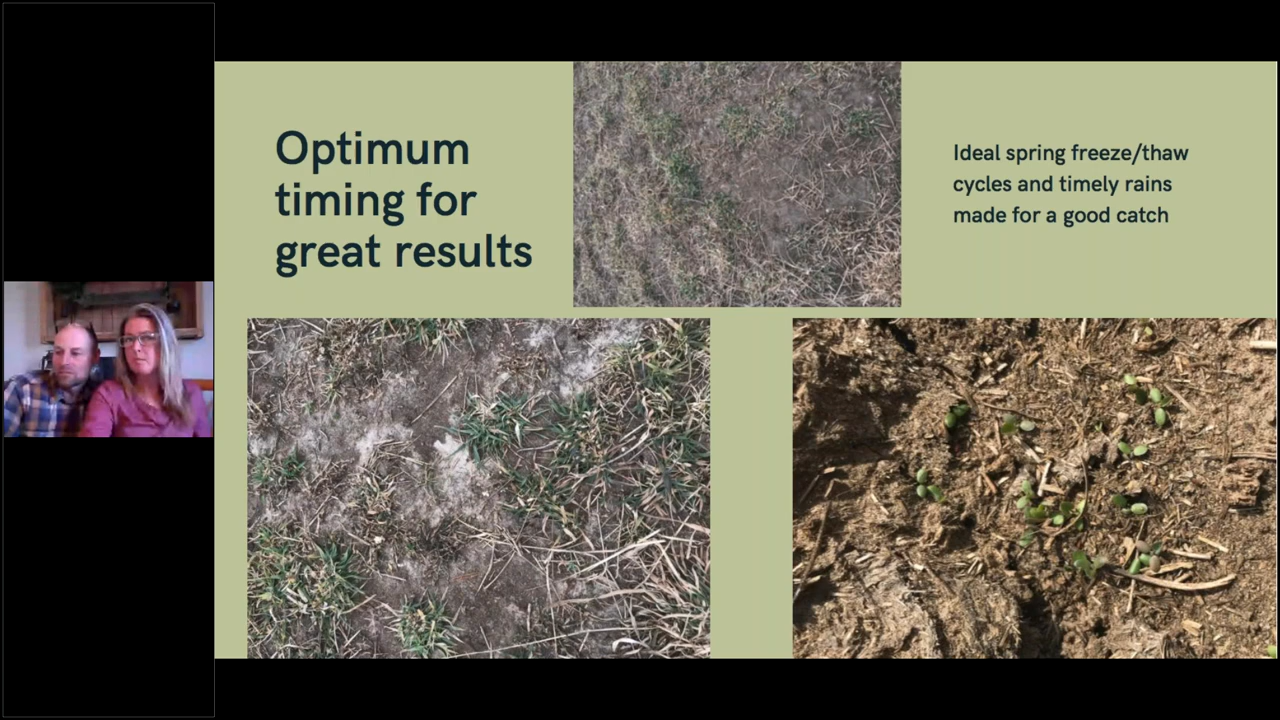 Optimum
timing for
great results
Ideal spring freeze/thaw
cycles and timely rains
made for a good catch